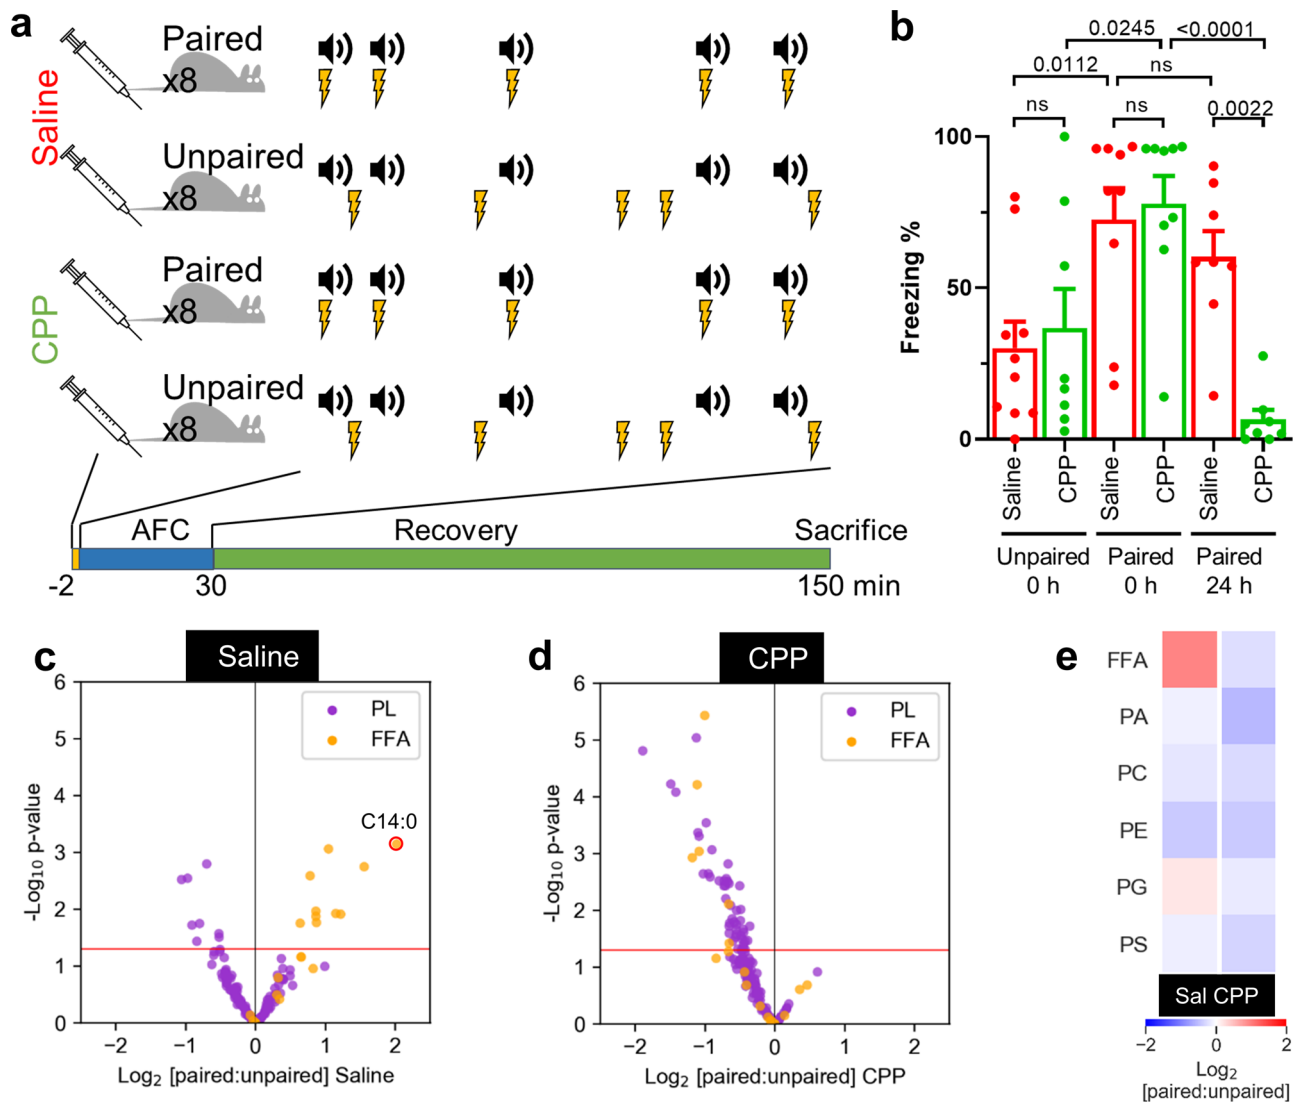 a
Saline
Paired
x8
Unpaired
x8
CPP
Paired
x8
Unpaired
x8
AFC
Recovery
Sacrifice
-2
30
150 min
b
0.0245
<0.0001
0.0112
ns
ns
ns
0.0022
Freezing %
100
50
0
Saline
CPP
Saline
CPP
Saline
CPP
Unpaired
0 h
Paired
0 h
Paired
24 h
c
Saline
PL
FFA
C14:0
-Log10 p-value
6
5
4
3
2
1
0
−2
−1
0
1
2
Log2 [paired:unpaired] Saline
d
CPP
PL
FFA
-Log10 p-value
6
5
4
3
2
1
0
−2
−1
0
1
2
Log2 [paired:unpaired] CPP
e
FFA
PA
PC
PE
PG
PS
Sal CPP
−2
0
2
Log2
[paired:unpaired]